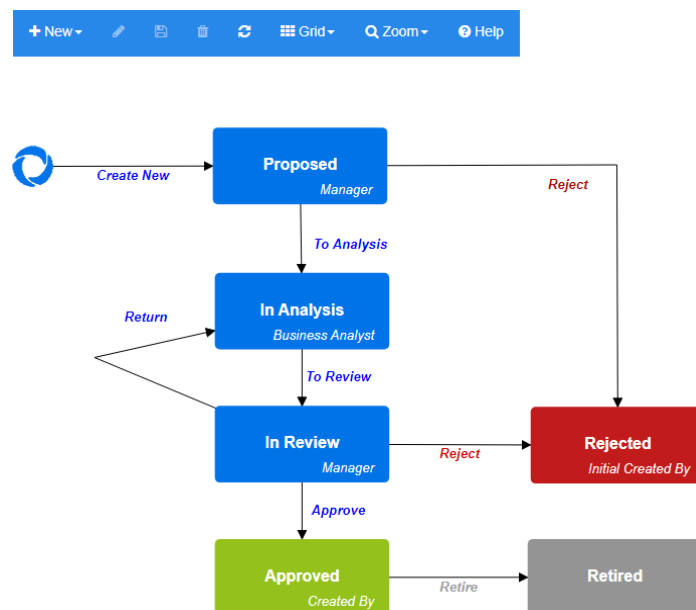 New
Grid
Zoom
Help
Proposed
Manager
Create New
Reject
To Analysis
In Analysis
Business Analyst
Return
To Review
In Review
Manager
Reject
Rejected
Initial Created By
Approve
Approved
Created By
Retire
Retired